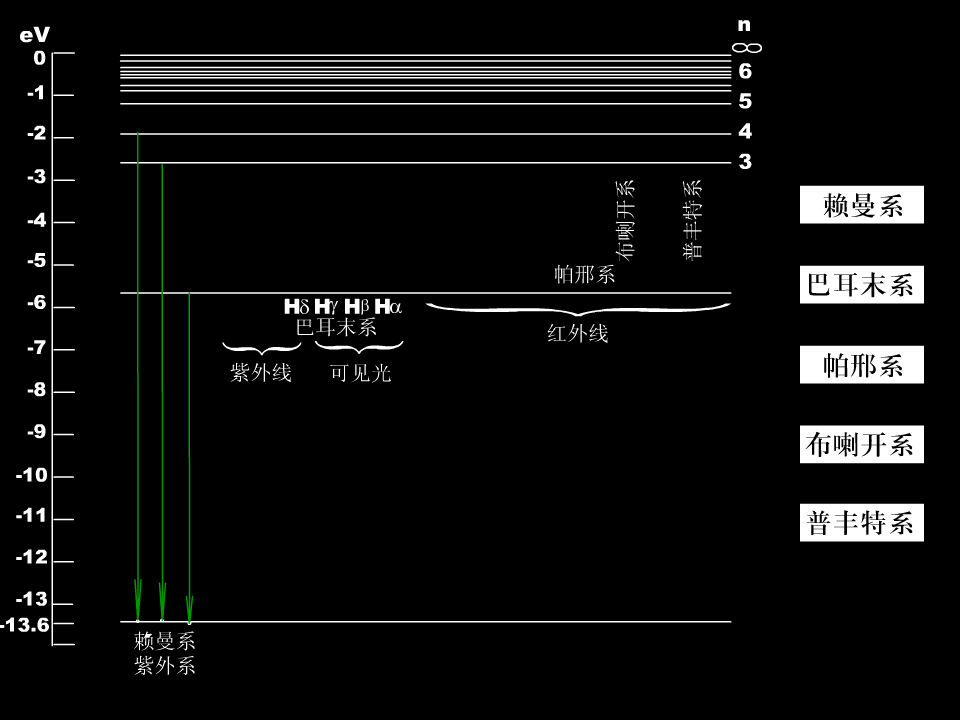 eV
n
0
∞
-1
6
5
-2
4
3
-3
-4
-5
-6
-7
-8
-9
-10
-11
-12
-13
-13.6
布喇开系
普丰特系
帕邢系
Hδ Hγ Hβ Hα
巴耳末系
红外线
紫外线
可见光
赖曼系
紫外系
赖曼系
巴耳末系
帕邢系
布喇开系
普丰特系